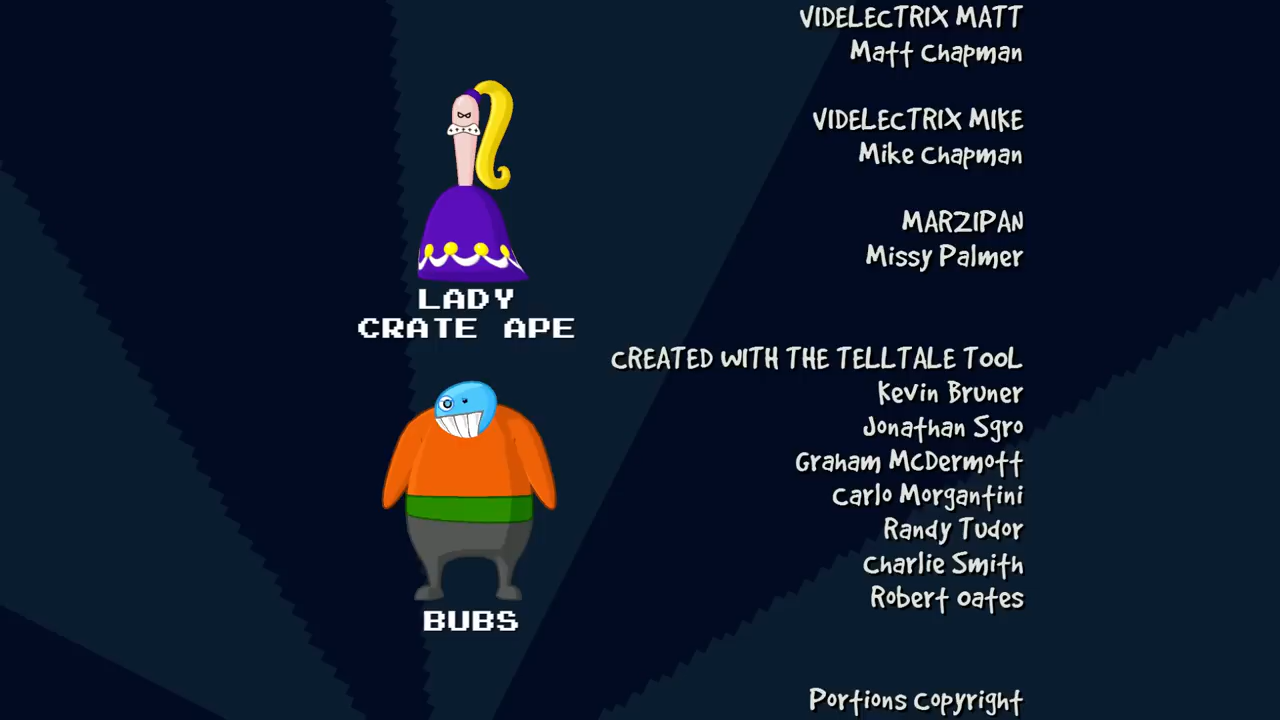 VIDELECTRIX MATT
Matt Chapman
VIDELECTRIX MIKE
Mike Chapman
MARZIPAN
Missy Palmer
LADY
CRATE APE
CREATED WITH THE TELLTALE TOOL
Kevin Bruner
Jonathan Sgro
Graham McDermott
Carlo Morgantini
Randy Tudor
Charlie Smith
Robert Oates
BUBS
Portions Copyright